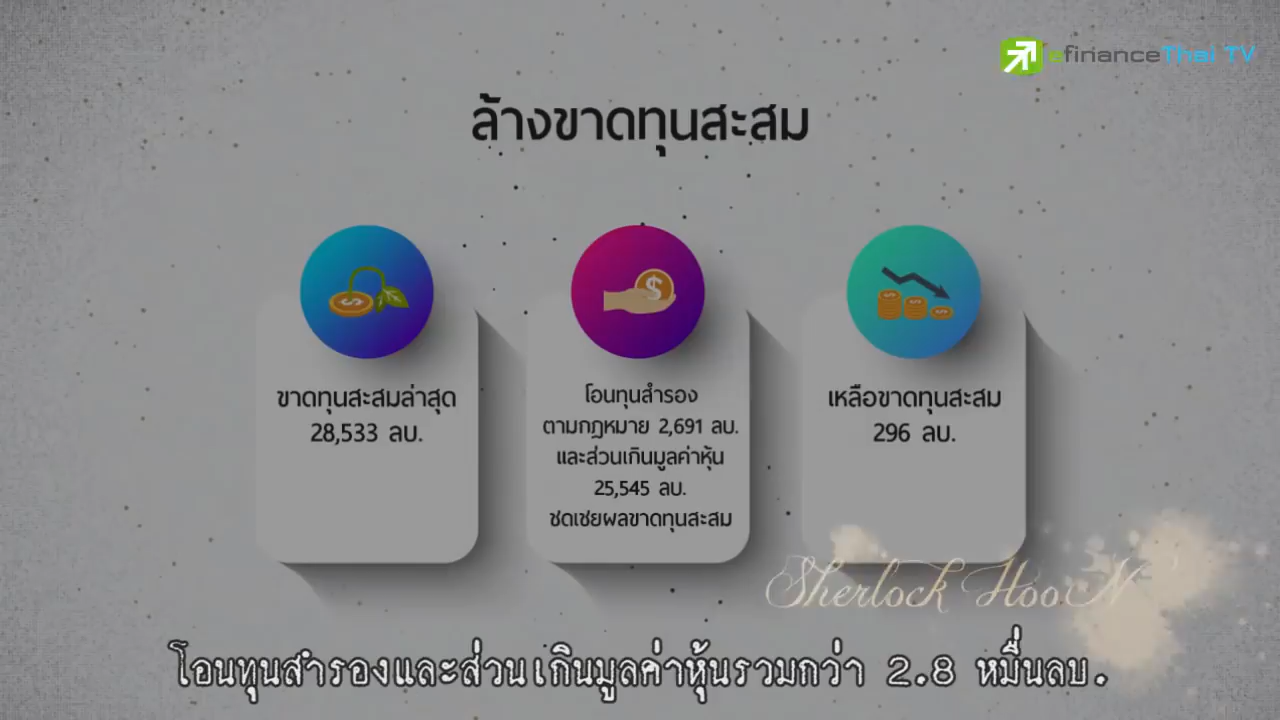 efinanceThai TV
ล้างขาดทุนสะสม
ขาดทุนสะสมล่าสุด
28,533 ลบ.
โอนทุนสำรอง
ตามกฎหมาย 2,691 ลบ.
และส่วนเกินมูลค่าหุ้น
25,545 ลบ.
ชดเชยผลขาดทุนสะสม
เหลือขาดทุนสะสม
296 ลบ.
Sherlock HooN
โอนทุนสำรองและส่วนเกินมูลค่าหุ้นรวมกว่า 2.8 หมื่นลบ.